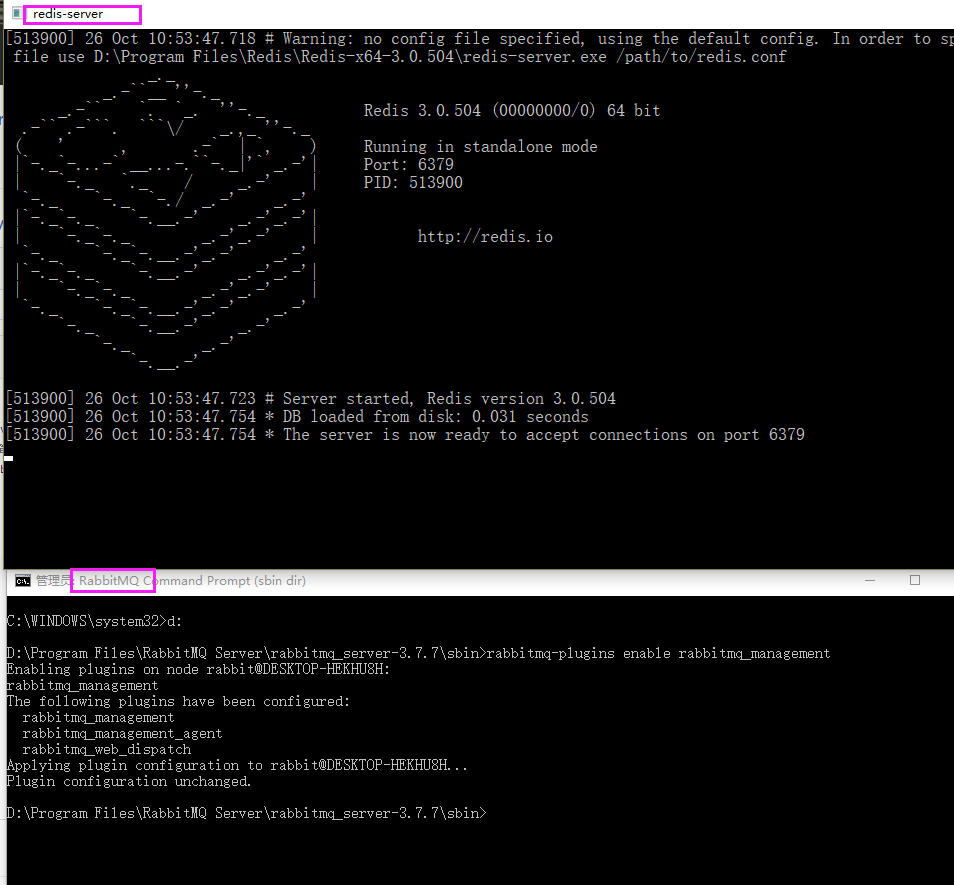 redis-server
[513900] 26 Oct 10:53:47.718 # Warning: no config file specified, using the default config. In order to sp
file use D:\Program Files\Redis\Redis-x64-3.0.504\redis-server.exe /path/to/redis.conf
Redis 3.0.504 (00000000/0) 64 bit
Running in standalone mode
Port: 6379
PID: 513900
http://redis.io
[513900] 26 Oct 10:53:47.723 # Server started, Redis version 3.0.504
[513900] 26 Oct 10:53:47.754 * DB loaded from disk: 0.031 seconds
[513900] 26 Oct 10:53:47.754 * The server is now ready to accept connections on port 6379
管理员: RabbitMQ Command Prompt (sbin dir)
C:\WINDOWS\system32>d:
D:\Program Files\RabbitMQ Server\rabbitmq_server-3.7.7\sbin>rabbitmq-plugins enable rabbitmq_management
Enabling plugins on node rabbit@DESKTOP-HEKHU8H:
rabbitmq_management
The following plugins have been configured:
rabbitmq_management
rabbitmq_management_agent
rabbitmq_web_dispatch
Applying plugin configuration to rabbit@DESKTOP-HEKHU8H...
Plugin configuration unchanged.
D:\Program Files\RabbitMQ Server\rabbitmq_server-3.7.7\sbin>